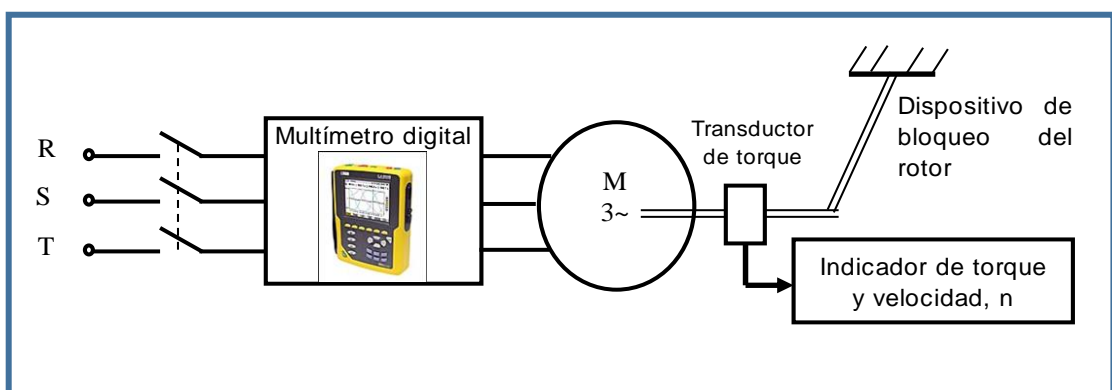 R
S
T
Multímetro digital
M
3~
Transductor
de torque
Dispositivo de
bloqueo del
rotor
Indicador de torque
y velocidad, n